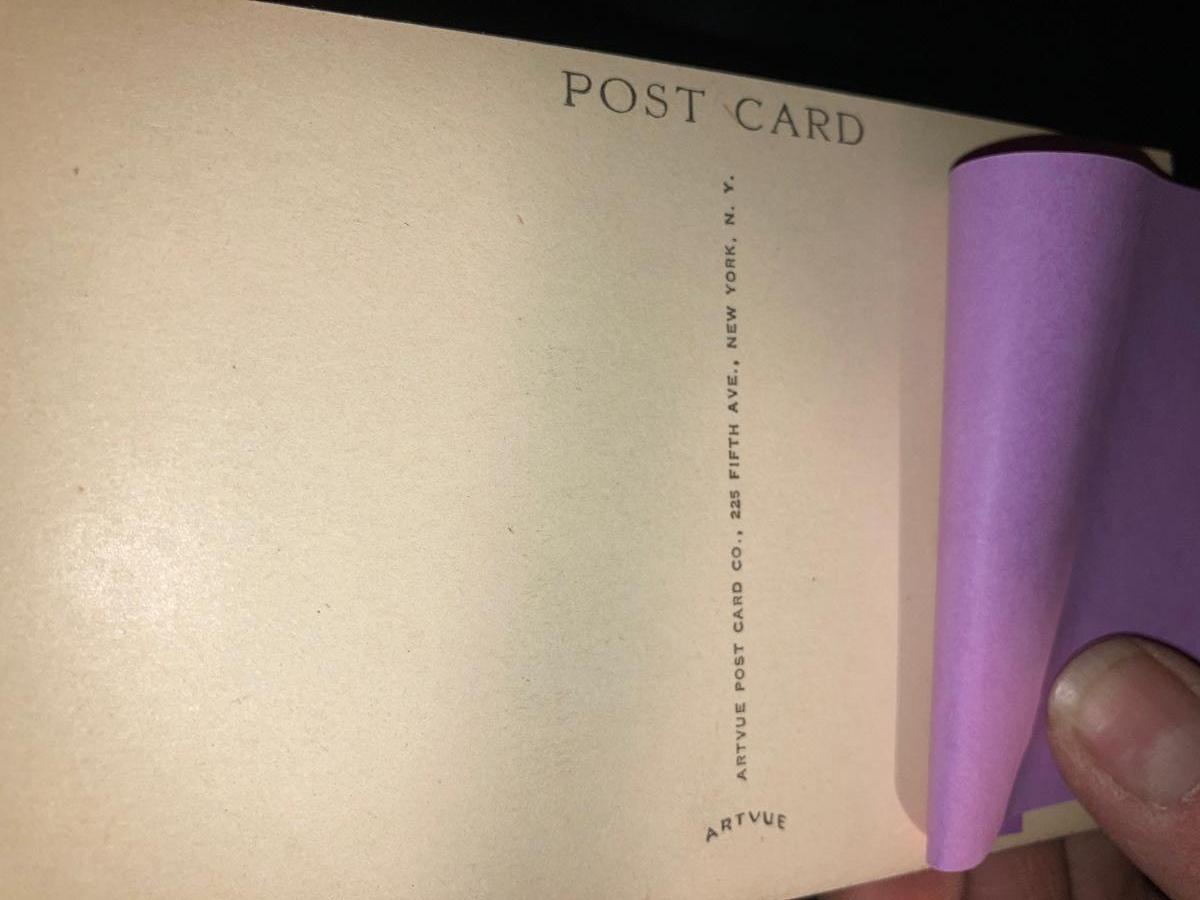 POST CARD
ARTVUE POST CARD CO., 225 FIFTH AVE., NEW YORK, N. Y.
ARTVUE